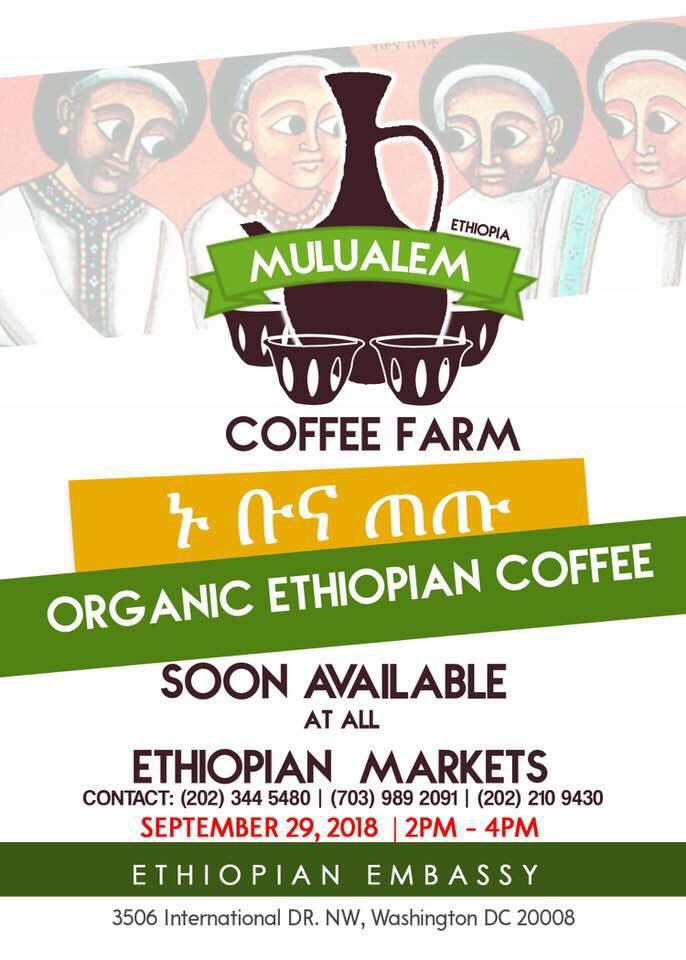 ETHIOPIA
MULUALEM
COFFEE FARM
ኑ ቡና ጠጡ
ORGANIC ETHIOPIAN COFFEE
SOON AVAILABLE
AT ALL
ETHIOPIAN MARKETS
CONTACT: (202) 344 5480 | (703) 989 2091 | (202) 210 9430
SEPTEMBER 29, 2018 | 2PM - 4PM
ETHIOPIAN EMBASSY
3506 International DR. NW, Washington DC 20008